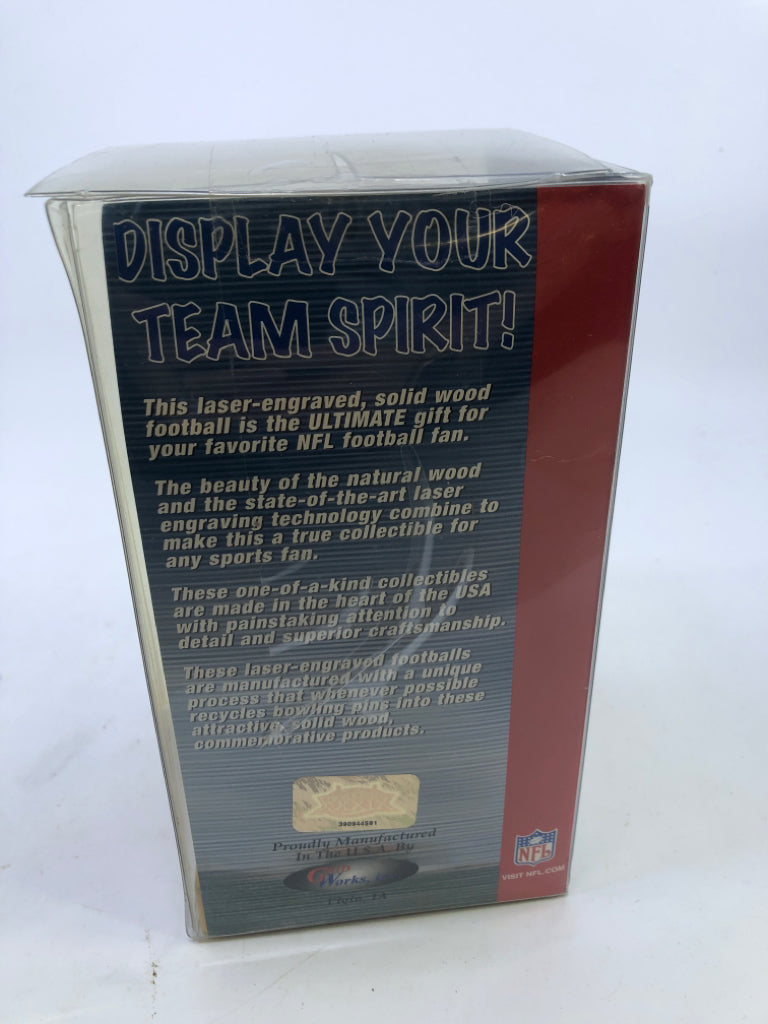 DISPLAY YOUR
TEAM SPIRIT!
This laser-engraved, solid wood
football is the ULTIMATE gift for
your favorite NFL football fan.
The beauty of the natural wood
and the state-of-the-art laser
engraving technology combine to
make this a true collectible for
any sports fan.
These one-of-a-kind collectibles
are made in the heart of the USA
with painstaking attention to
detail and superior craftsmanship.
These laser-engraved footballs
are manufactured with a unique
process that whenever possible
recycles bowling pins into these
attractive, solid wood,
commemorative products.
Proudly Manufactured
In The U.S.A. By
Works,
Elgin, IA
NFL
VISIT NFL.COM